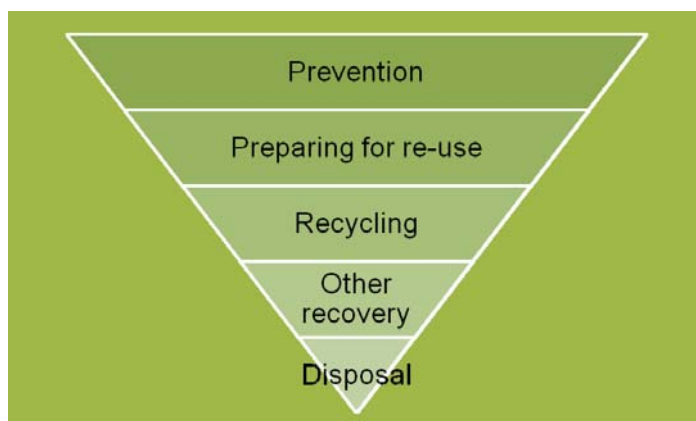 Prevention
Preparing for re-use
Recycling
Other
recovery
Disposal